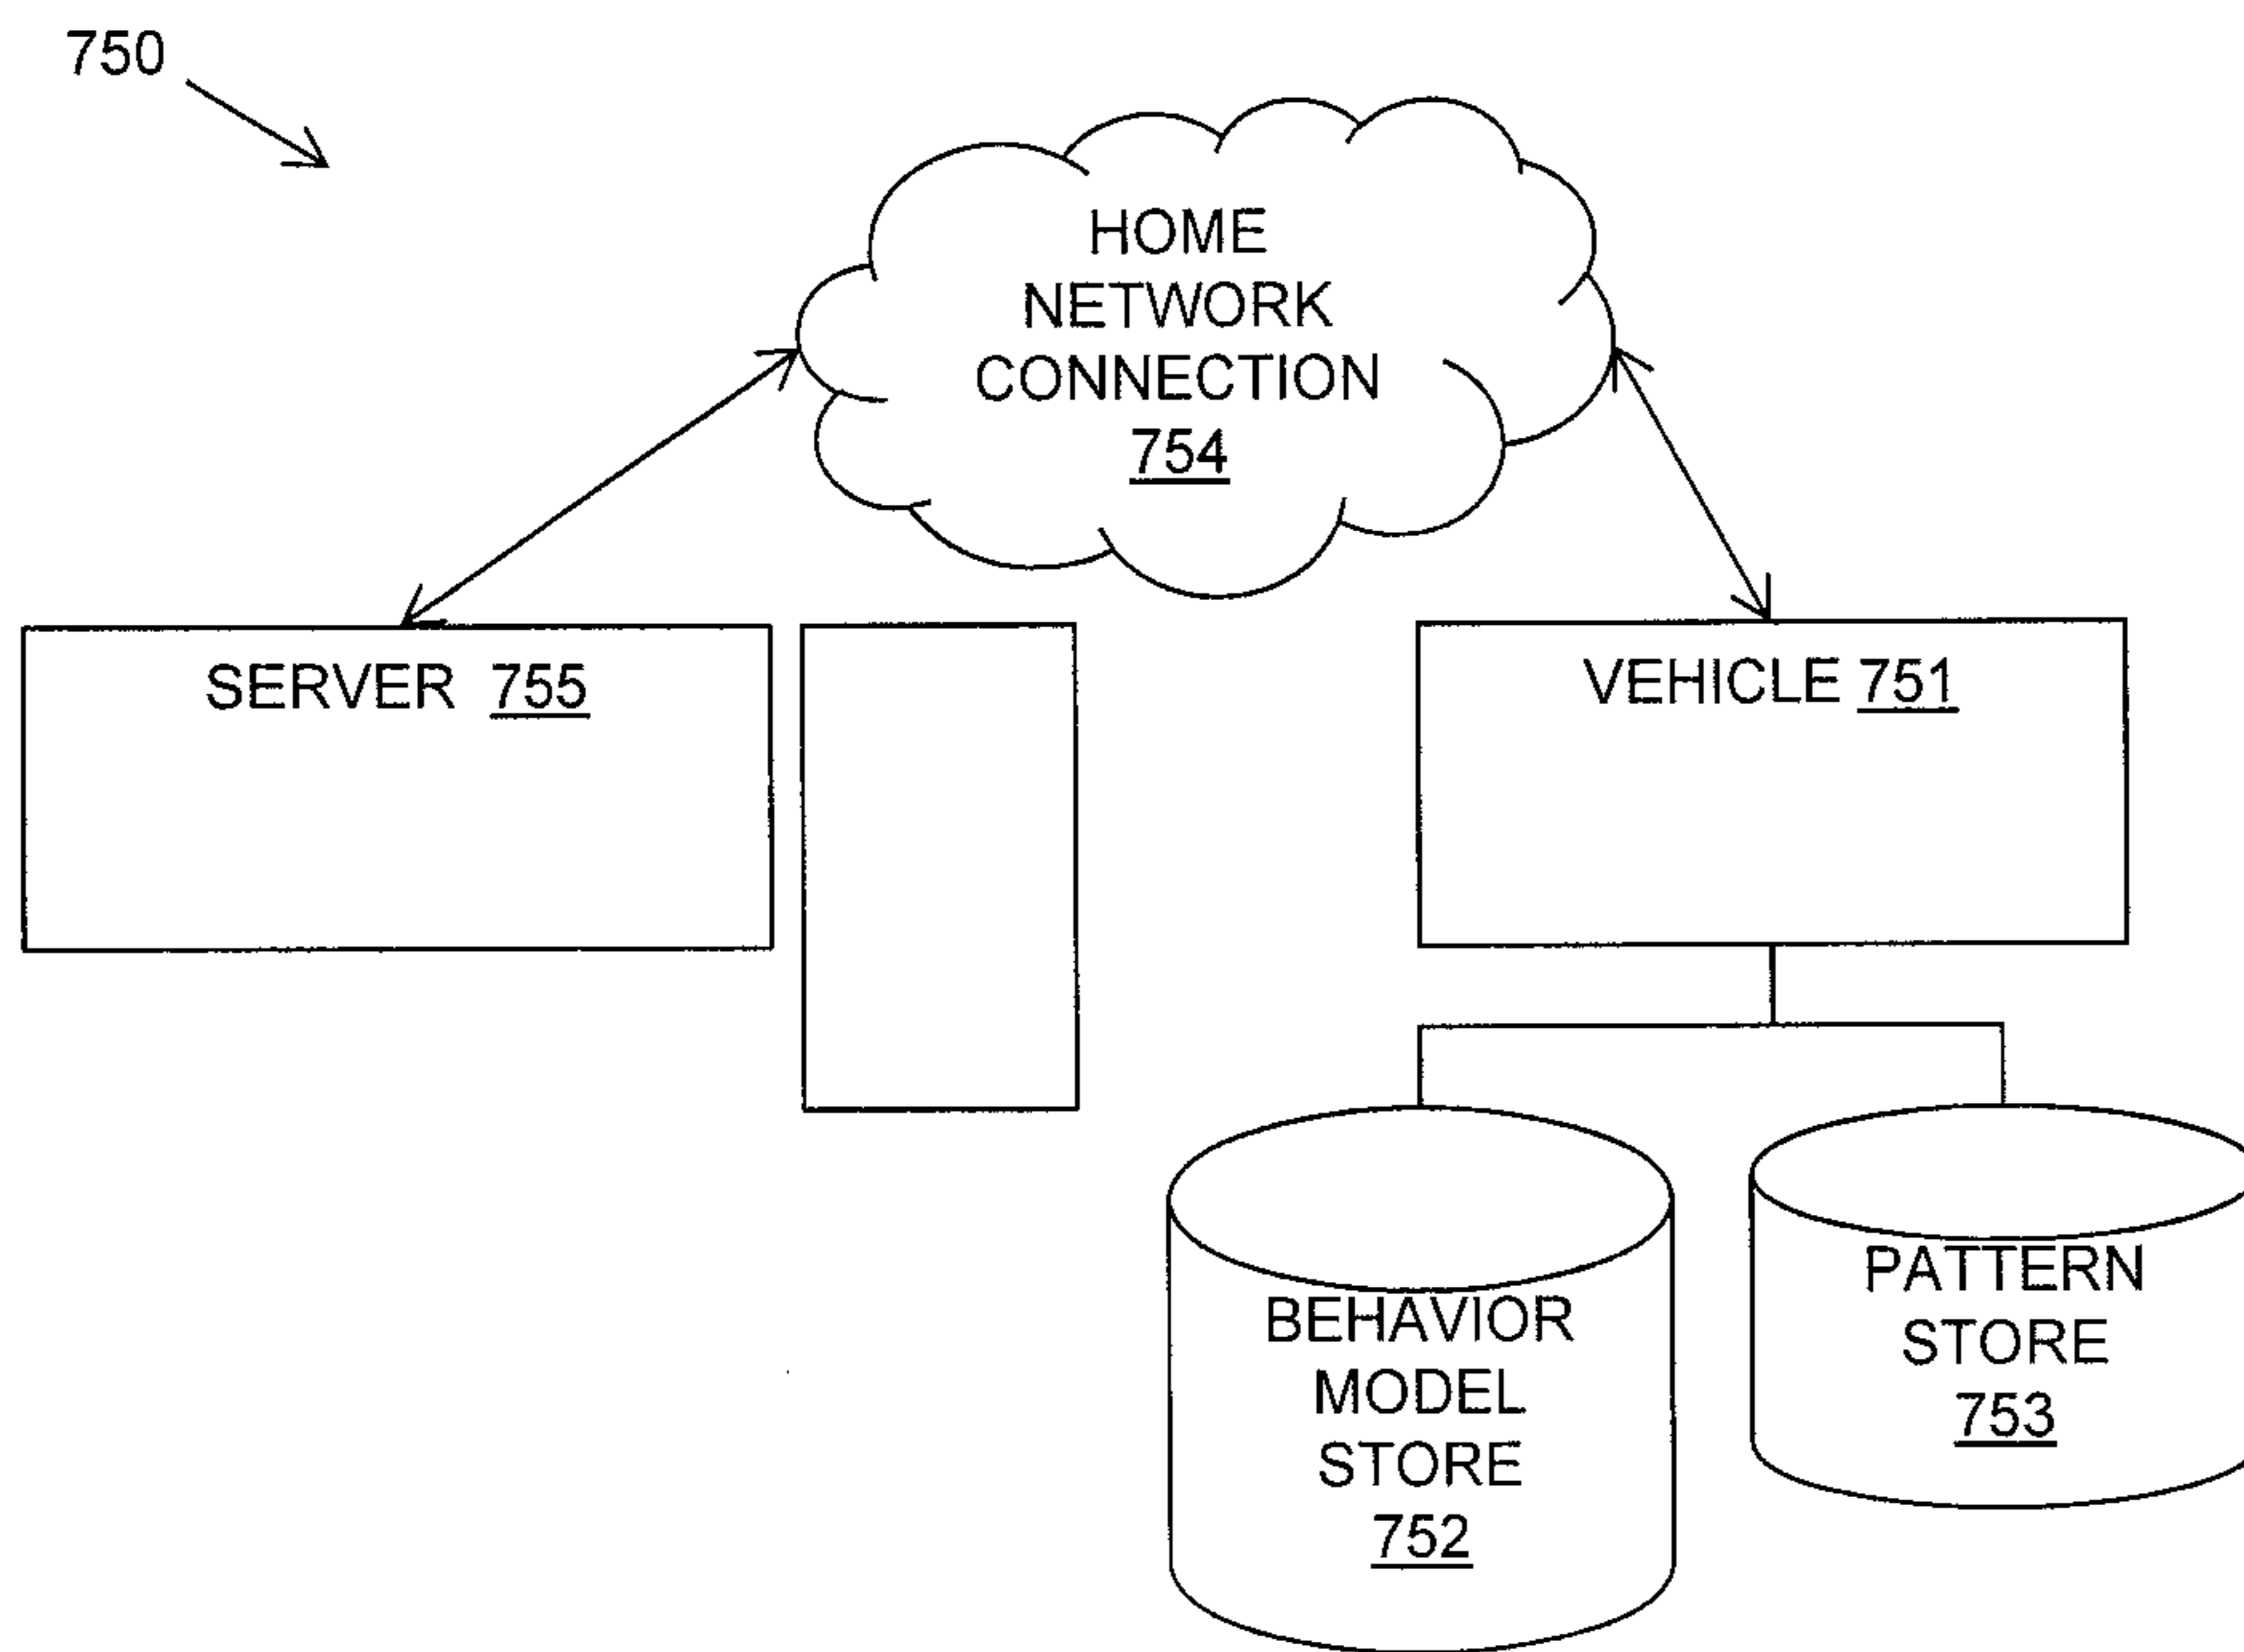 750
HOME
NETWORK
CONNECTION
754
SERVER 755
VEHICLE 751
BEHAVIOR
MODEL
STORE
752
PATTERN
STORE
753